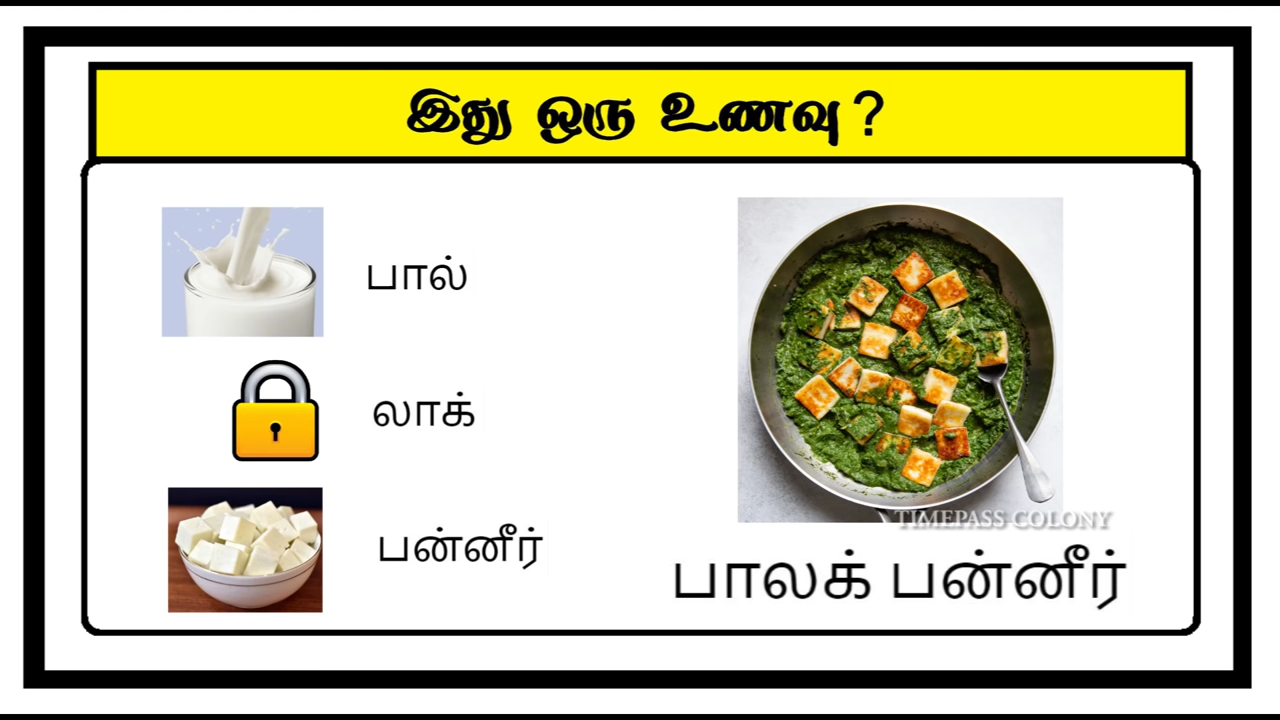 இது ஒரு உணவு?
பால்
லாக்
பன்னீர்
TIMEPASS COLONY
பாலக் பன்னீர்